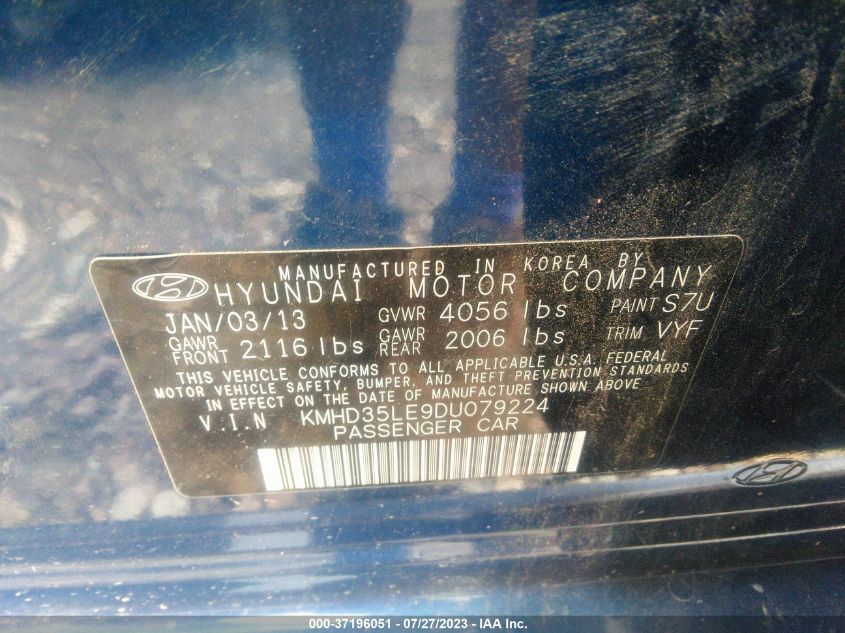 MANUFACTURED IN KOREA BY
HYUNDAI MOTOR COMPANY
JAN/03/13 GVWR 4056 lbs PAINT S7U
GAWR FRONT 2116 lbs GAWR REAR 2006 lbs TRIM VYF
THIS VEHICLE CONFORMS TO ALL APPLICABLE U.S.A. FEDERAL
MOTOR VEHICLE SAFETY, BUMPER, AND THEFT PREVENTION STANDARDS
IN EFFECT ON THE DATE OF MANUFACTURE SHOWN ABOVE
V.I.N KMHD35LE9DU079224
PASSENGER CAR
000-37196051 - 07/27/2023 - IAA Inc.